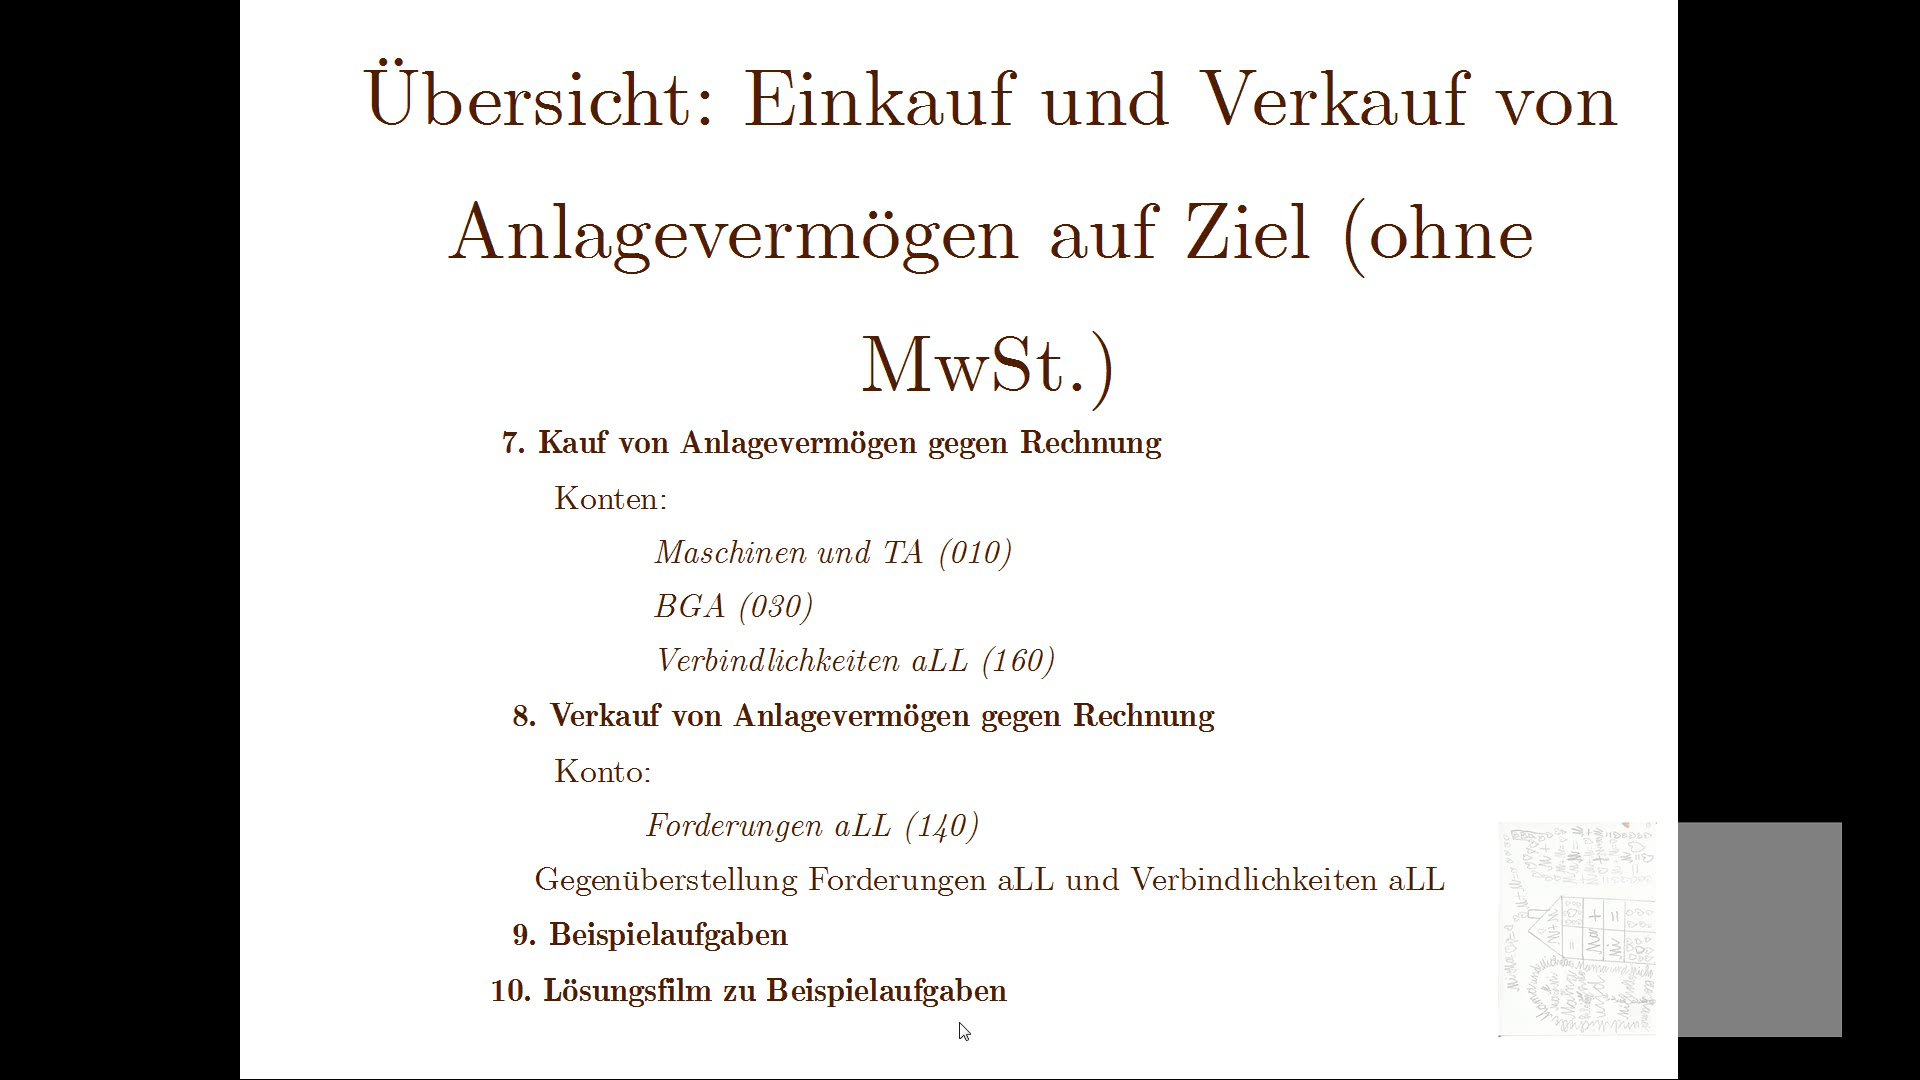 Übersicht: Einkauf und Verkauf von
Anlagevermögen auf Ziel (ohne
MwSt.)
7. Kauf von Anlagevermögen gegen Rechnung
Konten:
Maschinen und TA (010)
BGA (030)
Verbindlichkeiten aLL (160)
8. Verkauf von Anlagevermögen gegen Rechnung
Konto:
Forderungen aLL (140)
Gegenüberstellung Forderungen aLL und Verbindlichkeiten aLL
9. Beispielaufgaben
10. Lösungsfilm zu Beispielaufgaben